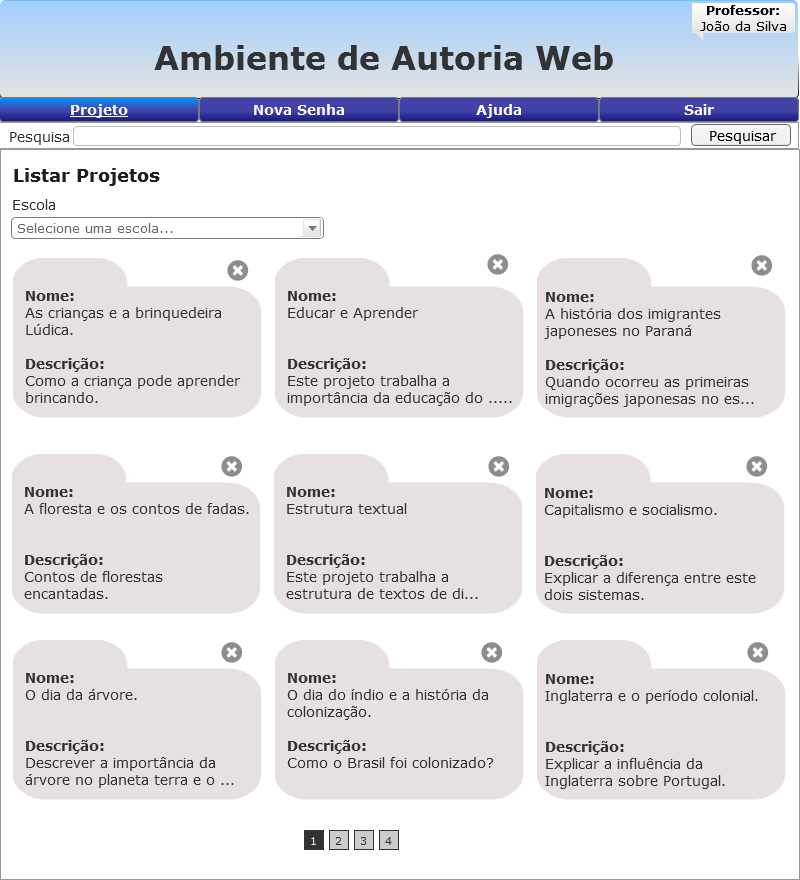 Professor:
João da Silva
Ambiente de Autoria Web
Projeto
Nova Senha
Ajuda
Sair
Pesquisa
Pesquisar
Listar Projetos
Escola
Selecione uma escola...
Nome:
As crianças e a brinquedeira
Lúdica.
Descrição:
Como a criança pode aprender
brincando.
Nome:
Educar e Aprender
Descrição:
Este projeto trabalha a
importância da educação do .....
Nome:
A história dos imigrantes
japoneses no Paraná
Descrição:
Quando ocorreu as primeiras
imigrações japonesas no es...
Nome:
A floresta e os contos de fadas.
Descrição:
Contos de florestas
encantadas.
Nome:
Estrutura textual
Descrição:
Este projeto trabalha a
estrutura de textos de di...
Nome:
Capitalismo e socialismo.
Descrição:
Explicar a diferença entre este
dois sistemas.
Nome:
O dia da árvore.
Descrição:
Descrever a importância da
árvore no planeta terra e o ...
Nome:
O dia do índio e a história da
colonização.
Descrição:
Como o Brasil foi colonizado?
Nome:
Inglaterra e o período colonial.
Descrição:
Explicar a influência da
Inglaterra sobre Portugal.
1 2 3 4